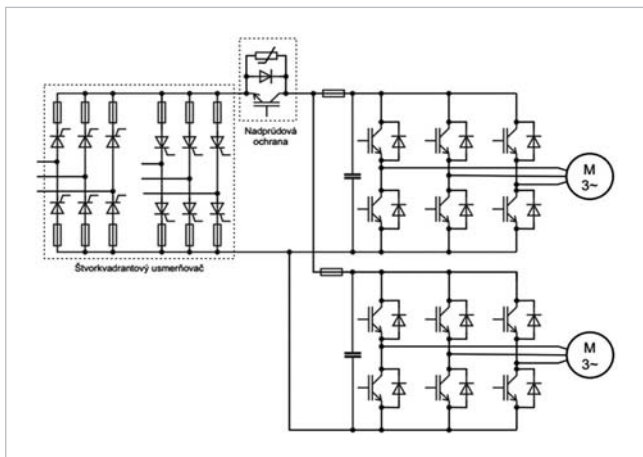 Nadprúdová
ochrana
Štvorkvadrantový usmerňovač
M
3~
M
3~